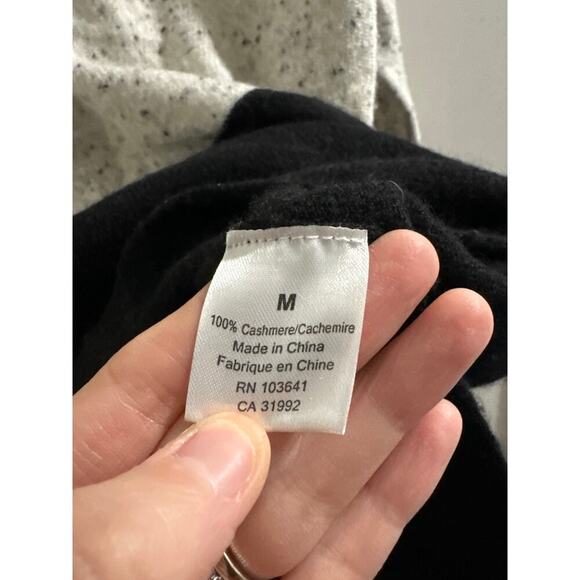 M
100% Cashmere/Cachemire
Made in China
Fabrique en Chine
RN 103641
CA 31992